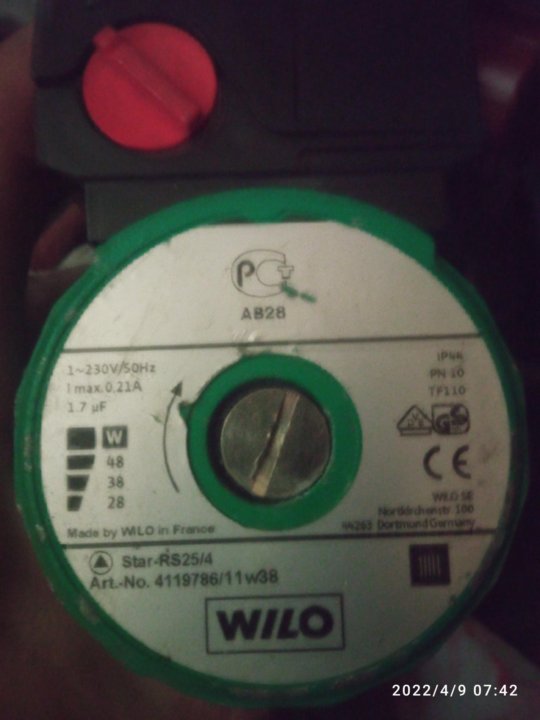 AB28
1~230V/50Hz
I max. 0,21A
1.7 µF
W
48
38
28
IP44
PN 10
TF110
GS
CE
WILO SE
Nortkirchenstr. 100
44263 Dortmund Germany
Made by WILO in France
Star-RS25/4
Art.-No. 4119786/11w38
WILO
2022/4/9 07:42